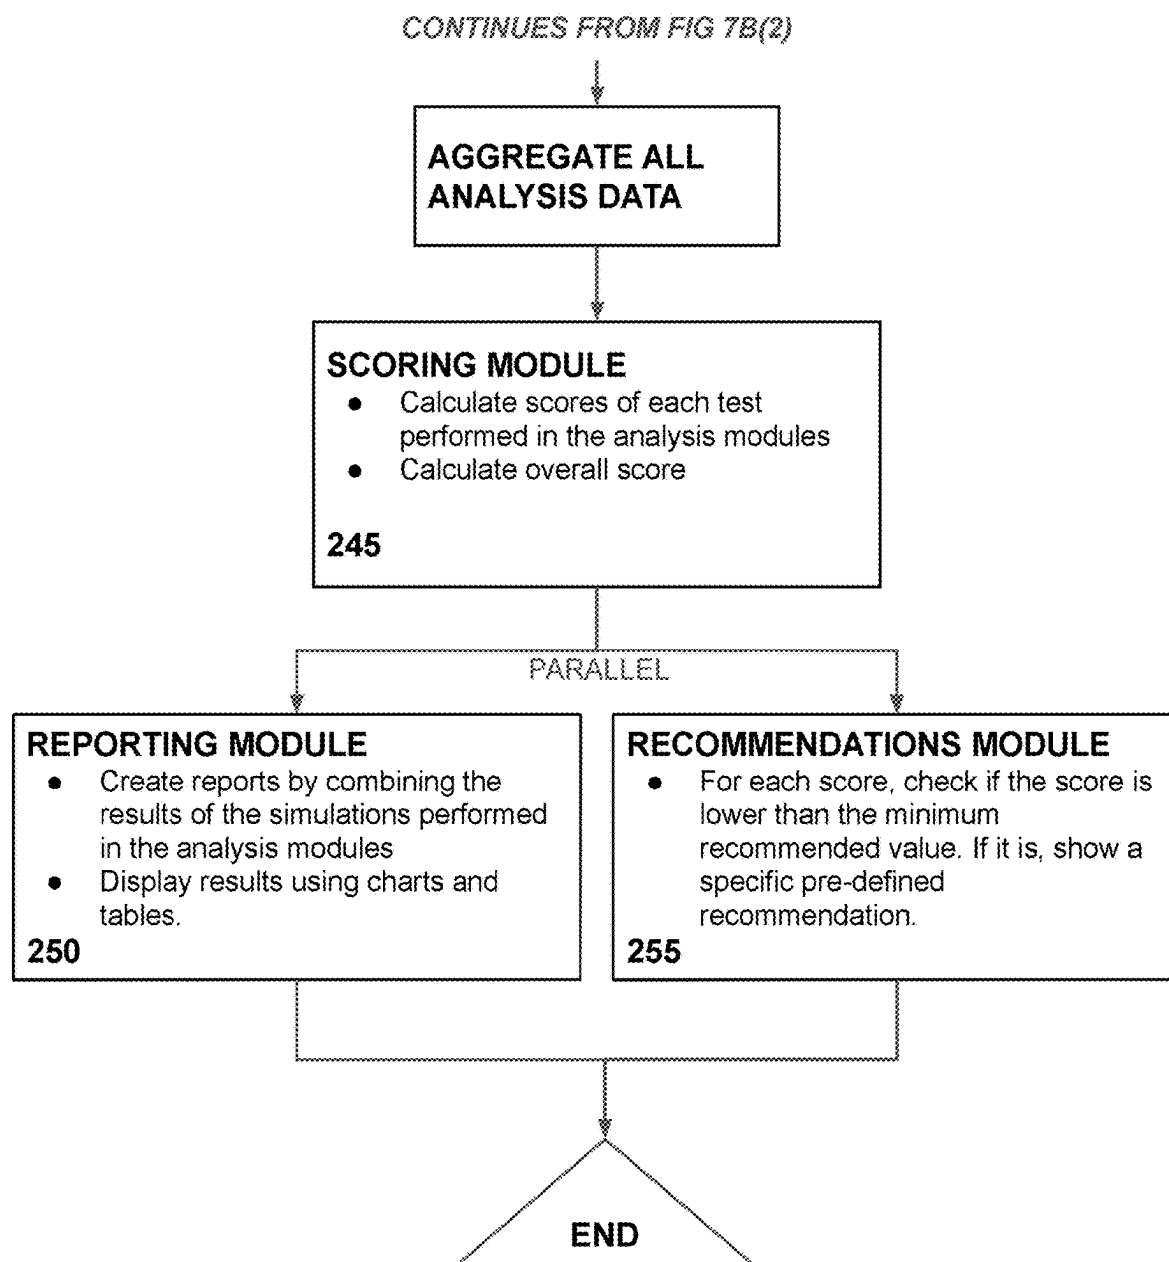 CONTINUES FROM FIG 7B(2)
AGGREGATE ALL
ANALYSIS DATA
SCORING MODULE
● Calculate scores of each test
performed in the analysis modules
● Calculate overall score
245
PARALLEL
REPORTING MODULE
● Create reports by combining the
results of the simulations performed
in the analysis modules
● Display results using charts and
tables.
250
RECOMMENDATIONS MODULE
● For each score, check if the score is
lower than the minimum
recommended value. If it is, show a
specific pre-defined
recommendation.
255
END